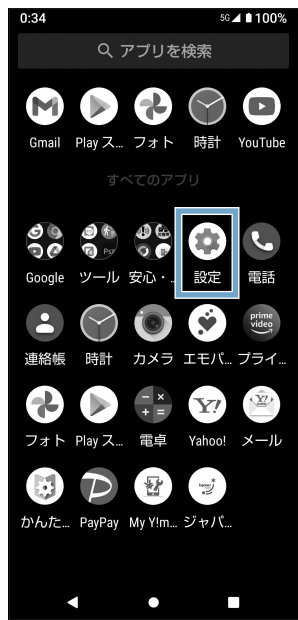 0:34 5G 100%
アプリを検索
Gmail Play ス... フォト 時計 YouTube
すべてのアプリ
Google ツール 安心・... 設定 電話
連絡帳 時計 カメラ エモパ... プライ...
prime video
フォト Play ス... 電卓 Yahoo! メール
Y!
Y!
かんた... PayPay My Y!m... ジャパ...